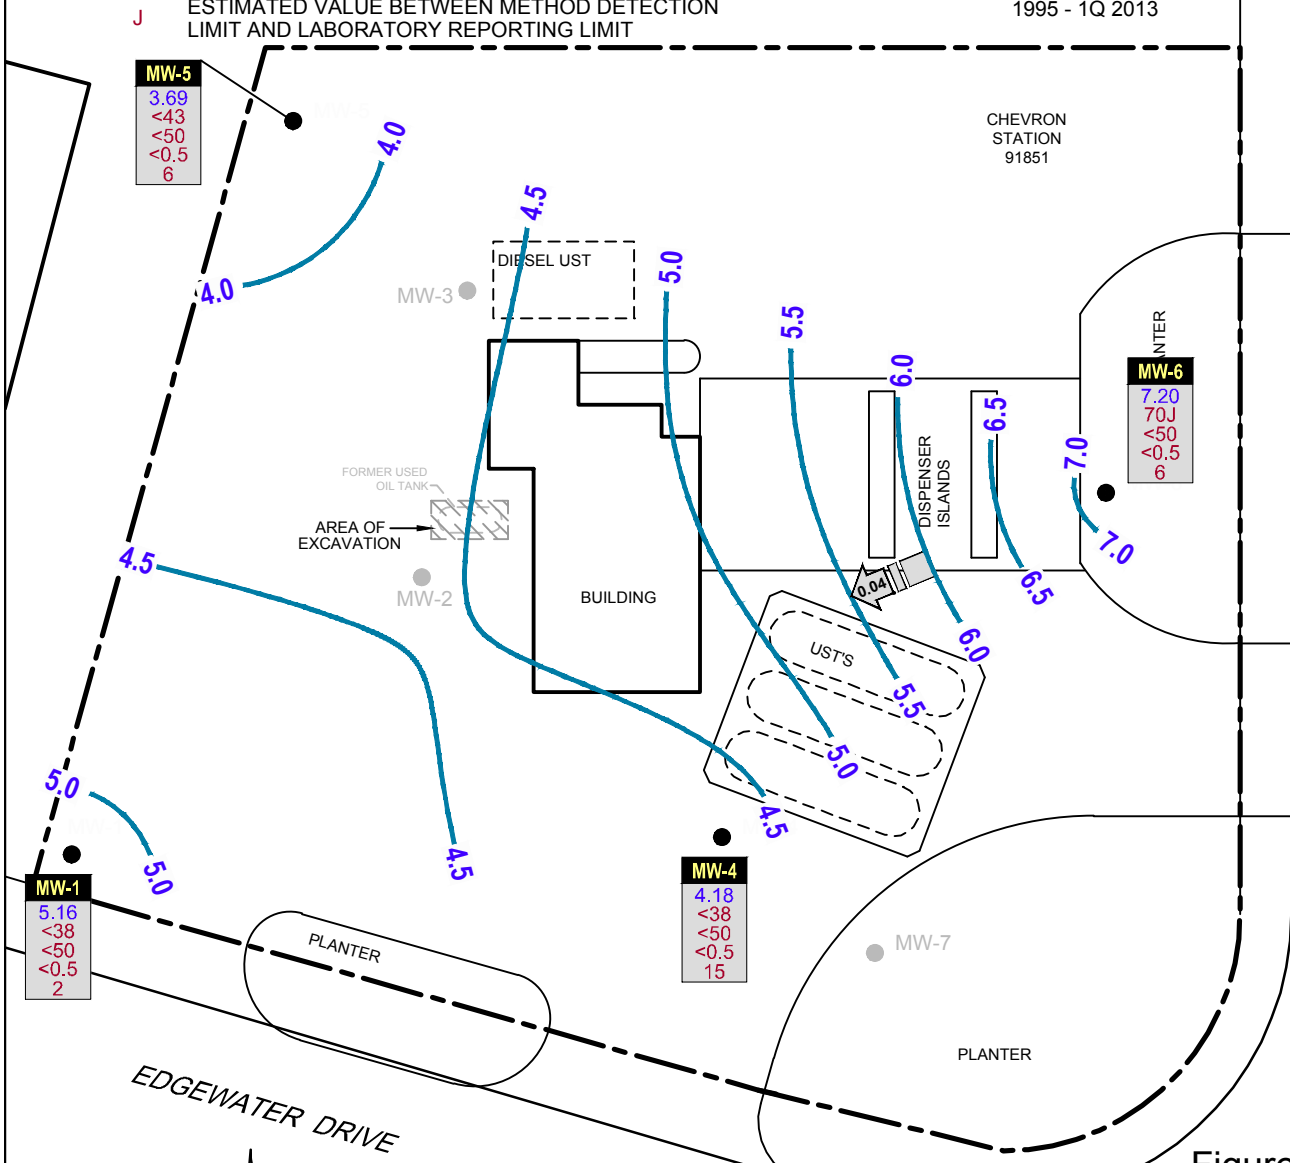 J
ESTIMATED VALUE BETWEEN METHOD DETECTION
LIMIT AND LABORATORY REPORTING LIMIT
1995 - 1Q 2013
MW-5
3.69
<43
<50
<0.5
6
CHEVRON
STATION
91851
4.0
4.0
4.5
DIESEL UST
MW-3
5.0
5.5
6.0
6.5
7.0
7.0
ANTER
MW-6
7.20
70J
<50
<0.5
6
FORMER USED
OIL TANK
AREA OF
EXCAVATION
DISPENSER
ISLANDS
4.5
MW-2
BUILDING
0.04
6.5
6.0
UST'S
5.5
5.0
4.5
5.0
5.0
4.5
MW-1
5.16
<38
<50
<0.5
2
MW-4
4.18
<38
<50
<0.5
15
MW-7
PLANTER
PLANTER
EDGEWATER DRIVE
Figure